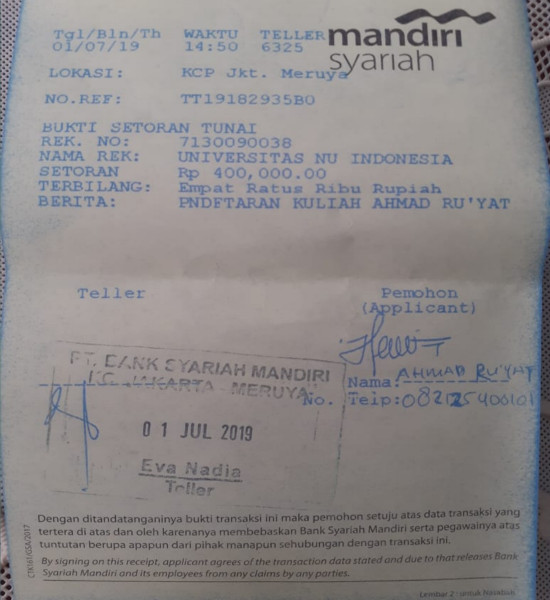 Tgl/Bln/Th WAKTU TELLER
01/07/19 14:50 6325
mandiri
syariah
LOKASI: KCP Jkt. Meruya
NO.REF: TT19182935B0
BUKTI SETORAN TUNAI
REK. NO: 7130090038
NAMA REK: UNIVERSITAS NU INDONESIA
SETORAN Rp 400,000.00
TERBILANG: Empat Ratus Ribu Rupiah
BERITA: PNDETARAN KULIAH AHMAD RU'YAT
Teller Pemohon
(Applicant)
PT. BANK SYARIAH MANDIRI
KC. JAKARTA - MERUYA
Nama: AHMAD RU'YAT
No. Telp:
01 JUL 2019
Eva Nadia
Teller
Dengan ditandatanganinya bukti transaksi ini maka pemohon setuju atas data transaksi yang
tertera di atas dan oleh karenanya membebaskan Bank Syariah Mandiri serta pegawainya atas
tuntutan berupa apapun dari pihak manapun sehubungan dengan transaksi ini.
By signing on this receipt, applicant agrees of the transaction data stated and due to that releases Bank
Syariah Mandiri and its employees from any claims by any parties.
Lembar 2 : untuk Nasabah